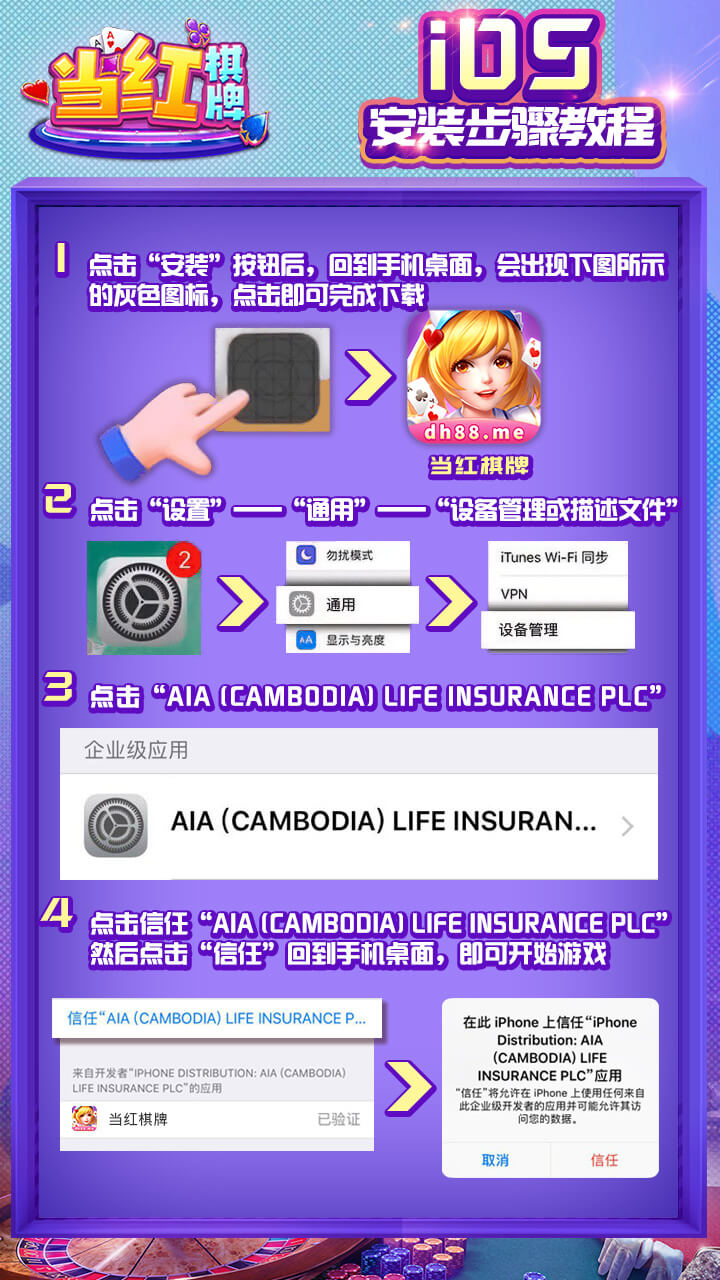 当红棋牌
iOS
安装步骤教程
1 点击“安装”按钮后，回到手机桌面，会出现下图所示
的灰色图标，点击即可完成下载
dh88.me
当红棋牌
2 点击“设置”——“通用”——“设备管理或描述文件”
2
勿扰模式
通用
AA 显示与亮度
iTunes Wi-Fi 同步
VPN
设备管理
3 点击“AIA (CAMBODIA) LIFE INSURANCE PLC”
企业级应用
AIA (CAMBODIA) LIFE INSURAN...
4 点击信任“AIA (CAMBODIA) LIFE INSURANCE PLC”
然后点击“信任”回到手机桌面，即可开始游戏
信任“AIA (CAMBODIA) LIFE INSURANCE P...
来自开发者“IPHONE DISTRIBUTION: AIA (CAMBODIA)
LIFE INSURANCE PLC”的应用
当红棋牌 已验证
在此 iPhone 上信任“iPhone
Distribution: AIA
(CAMBODIA) LIFE
INSURANCE PLC”应用
“信任”将允许在 iPhone 上使用任何来自
此企业级开发者的应用并可能允许其访
问您的数据。
取消 信任